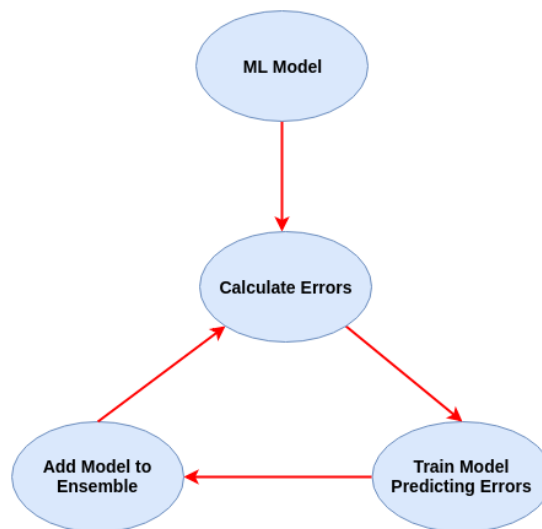 ML Model
Calculate Errors
Add Model to
Ensemble
Train Model
Predicting Errors